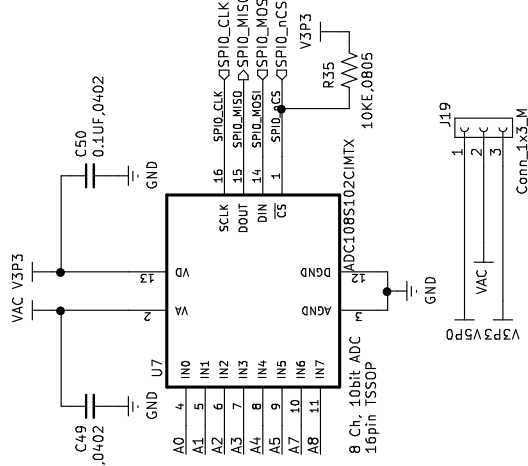 SPI0_CLK
SPI0_MISO
SPI0_MOSI
SPI0_nCS
V3P3
R35
10KE,0805
SPI0_CLK
SPI0_MISO
SPI0_MOSI
SPI0_nCS
16
15
14
1
SCLK
DOUT
DIN
CS
C50
0.1UF,0402
GND
VAC V3P3
13
VD
2
VA
C49
,0402
GND
U7
ADC108S102CIMTX
DGND
12
AGND
3
GND
8 Ch, 10bit ADC
16pin TSSOP
A0 4 IN0
A1 5 IN1
A2 6 IN2
A3 7 IN3
A4 8 IN4
A5 9 IN5
A7 10 IN6
A8 11 IN7
J19
Conn_1x3_M
1
2
3
VAC
V5P0
V3P3